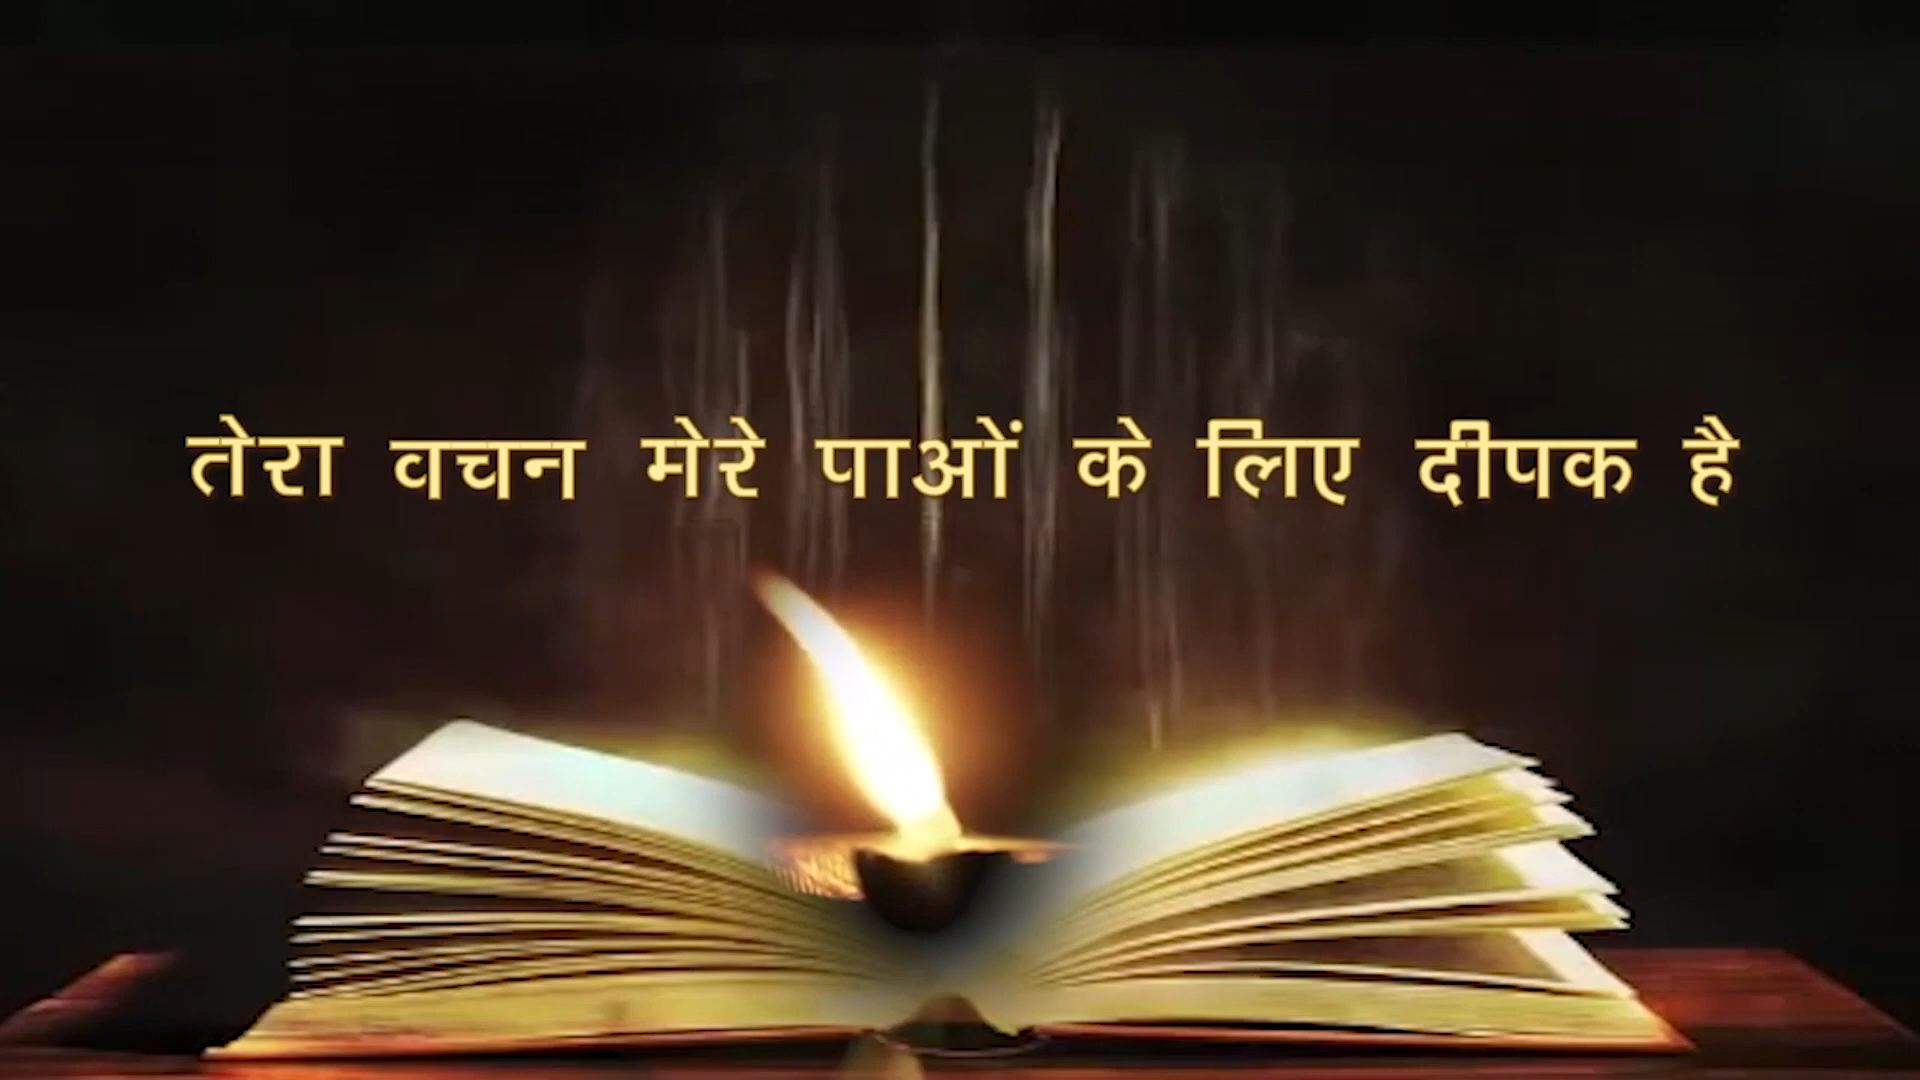 तेरा वचन मेरे पाओं के लिए दीपक है